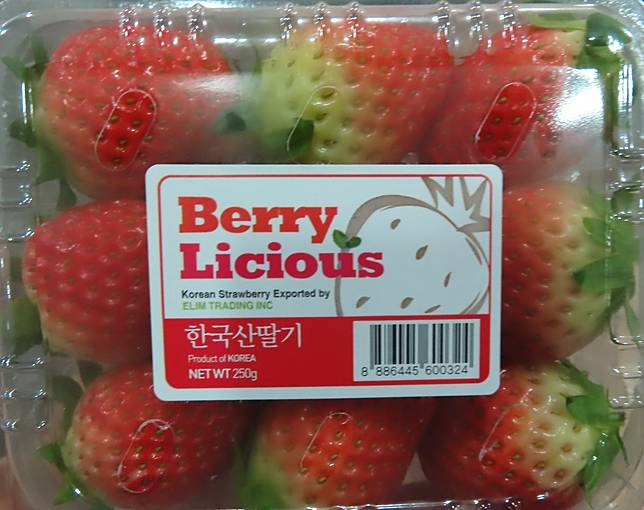 Berry
Licious
Korean Strawberry Exported by
ELIM TRADING INC
한국산딸기
Product of KOREA
NET WT 250g
8 886445 600324